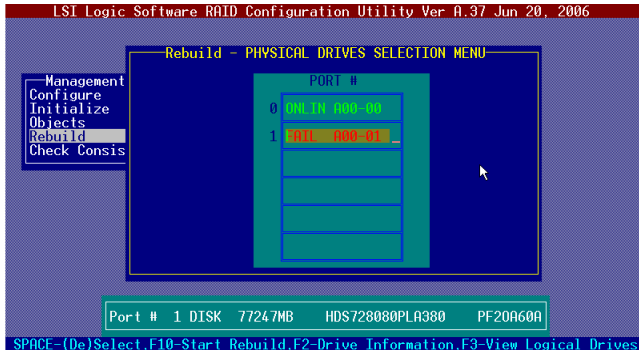 LSI Logic Software RAID Configuration Utility Ver A.37 Jun 20, 2006
Rebuild - PHYSICAL DRIVES SELECTION MENU
Management
Configure
Initialize
Objects
Rebuild
Check Consis
PORT #
0 ONLIN A00-00
1 FAIL A00-01 _
Port # 1 DISK 77247MB HDS728080PLA380 PF2OA60A
SPACE-(De)Select,F10-Start Rebuild,F2-Drive Information,F3-View Logical Drives